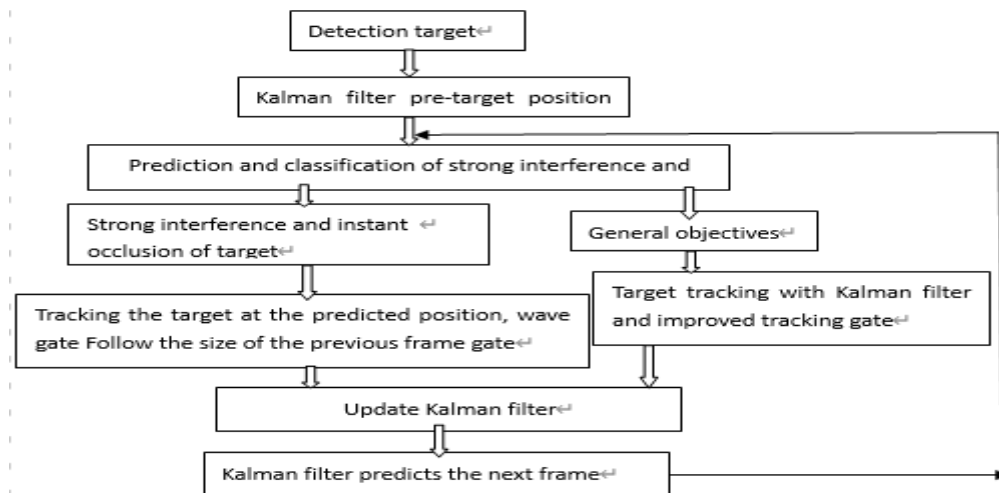 Detection target
Kalman filter pre-target position
Prediction and classification of strong interference and
Strong interference and instant
occlusion of target
General objectives
Tracking the target at the predicted position, wave
gate Follow the size of the previous frame gate
Target tracking with Kalman filter
and improved tracking gate
Update Kalman filter
Kalman filter predicts the next frame